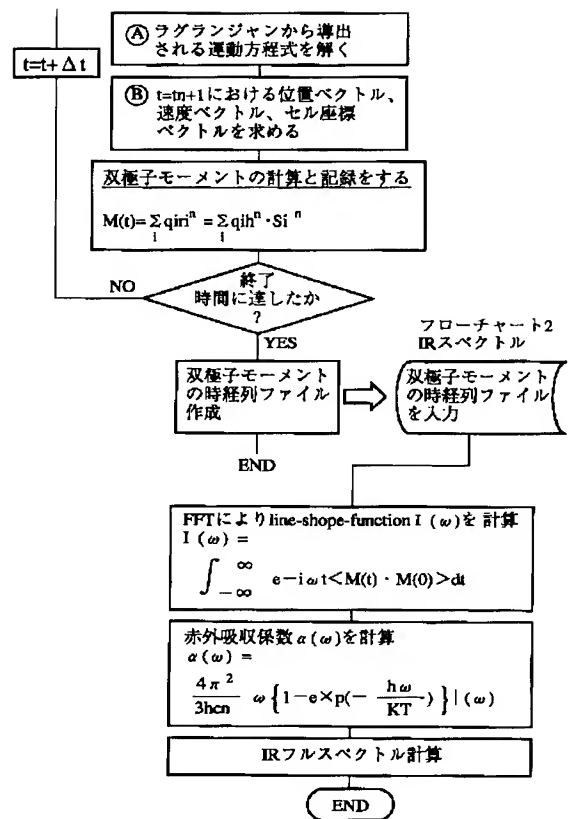 Ⓐ ラグランジャンから導出
される運動方程式を解く
t=t+Δt
Ⓑ t=tn+1における位置ベクトル、
速度ベクトル、セル座標
ベクトルを求める
双極子モーメントの計算と記録をする
M(t)=Σqiriⁿ = Σqihⁿ・Siⁿ
i i
NO
終了
時間に達したか
?
YES
フローチャート2
IRスペクトル
双極子モーメント
の時経列ファイル
作成
双極子モーメント
の時経列ファイル
を入力
END
FFTによりline-shope-function I (ω)を計算
I (ω) =
∫ ∞ −∞ e−iωt<M(t)・M(0)>dt
赤外吸収係数α(ω)を計算
α(ω) =
4π² / 3hcn ω{1−e×p(− hω / KT )}|(ω)
IRフルスペクトル計算
END